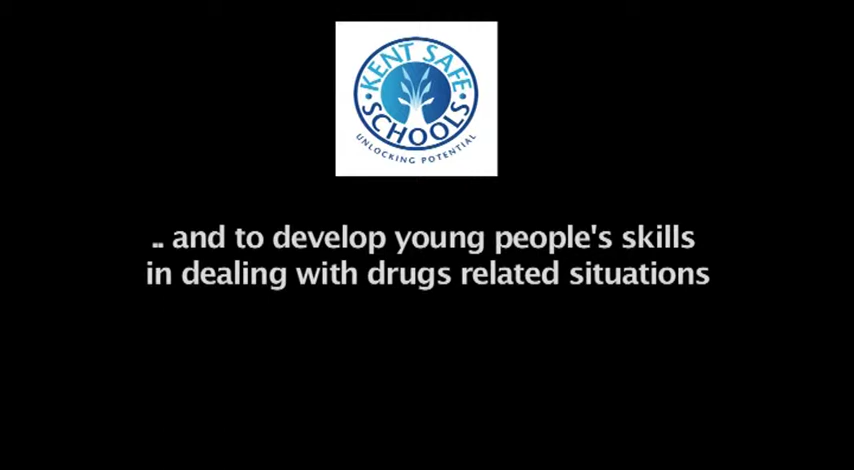 KENT SAFE
SCHOOLS
UNLOCKING POTENTIAL
.. and to develop young people's skills
in dealing with drugs related situations